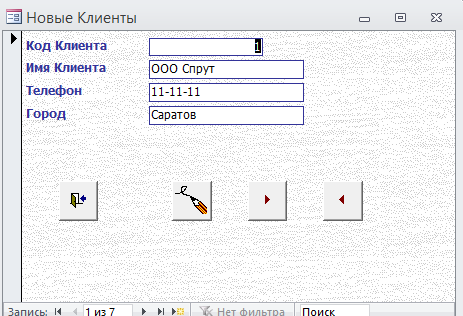 Новые Клиенты
Код Клиента 1
Имя Клиента ООО Спрут
Телефон 11-11-11
Город Саратов
Запись: 1 из 7 Нет фильтра Поиск